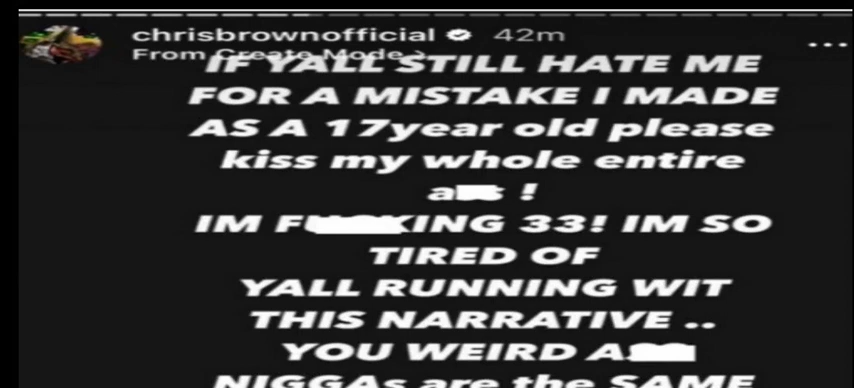 chrisbrownofficial 42m
From Create Mode >
IF YALL STILL HATE ME
FOR A MISTAKE I MADE
AS A 17year old please
kiss my whole entire
a s !
IM FU KING 33! IM SO
TIRED OF
YALL RUNNING WIT
THIS NARRATIVE ..
YOU WEIRD A
NIGGAs are the SAME